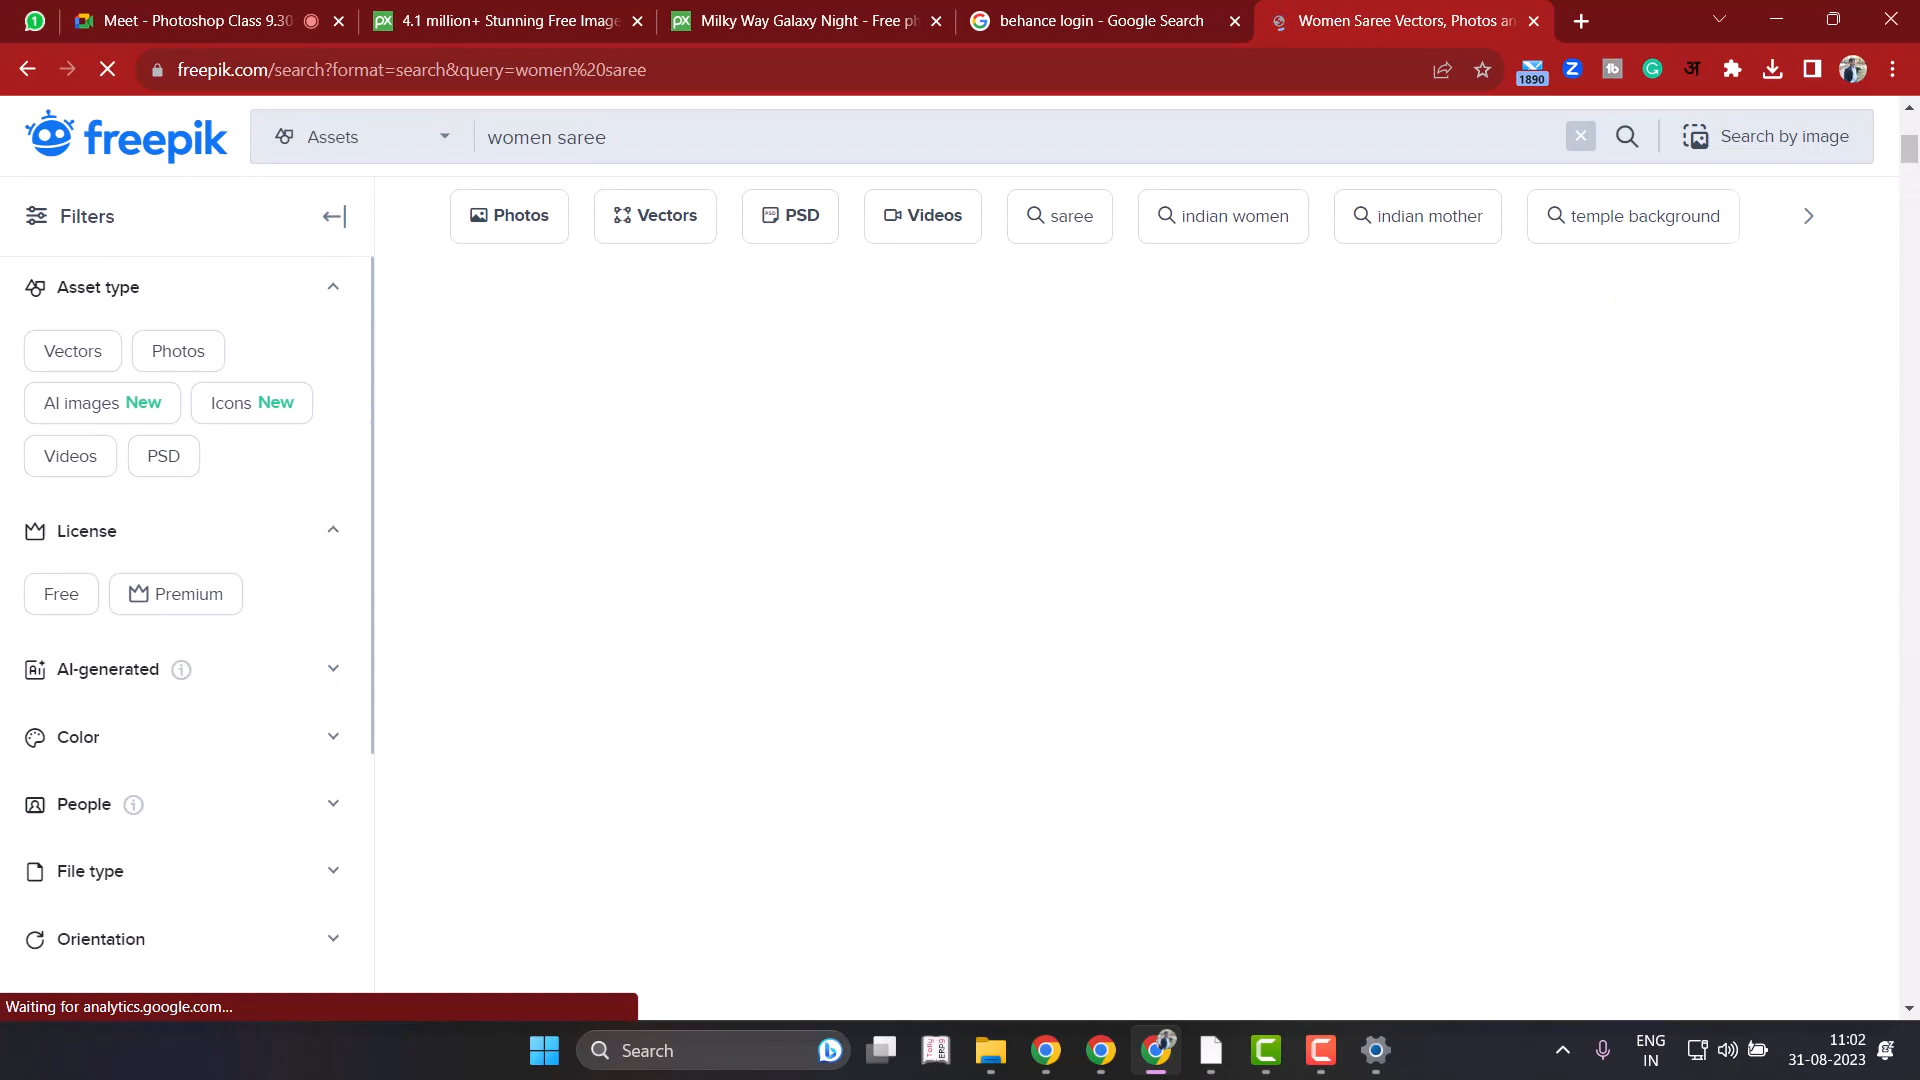 1
Meet - Photoshop Class 9.30
4.1 million+ Stunning Free Image
Milky Way Galaxy Night - Free ph
behance login - Google Search
Women Saree Vectors, Photos an
freepik.com/search?format=search&query=women%20saree
1890
freepik
Assets
women saree
Search by image
Filters
Photos
Vectors
PSD
Videos
saree
indian women
indian mother
temple background
Asset type
Vectors
Photos
AI images New
Icons New
Videos
PSD
License
Free
Premium
AI-generated
Color
People
File type
Orientation
Waiting for analytics.google.com...
Search
ENG
IN
11:02
31-08-2023